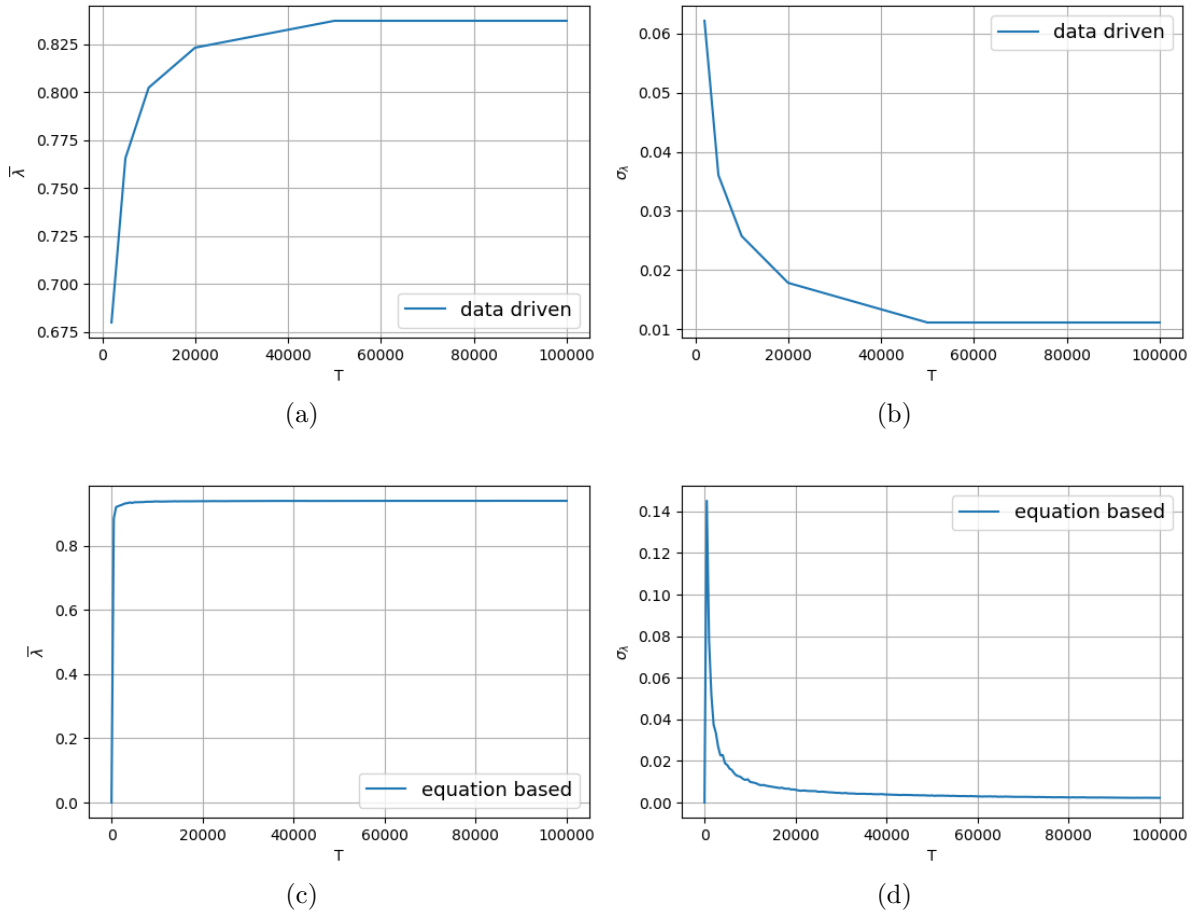 0.825
0.800
0.775
0.750
0.725
0.700
0.675
λ̅
data driven
0 20000 40000 60000 80000 100000
T
(a)
0.06
0.05
0.04
0.03
0.02
0.01
σλ
data driven
0 20000 40000 60000 80000 100000
T
(b)
0.8
0.6
0.4
0.2
0.0
λ̅
equation based
0 20000 40000 60000 80000 100000
T
(c)
0.14
0.12
0.10
0.08
0.06
0.04
0.02
0.00
σλ
equation based
0 20000 40000 60000 80000 100000
T
(d)